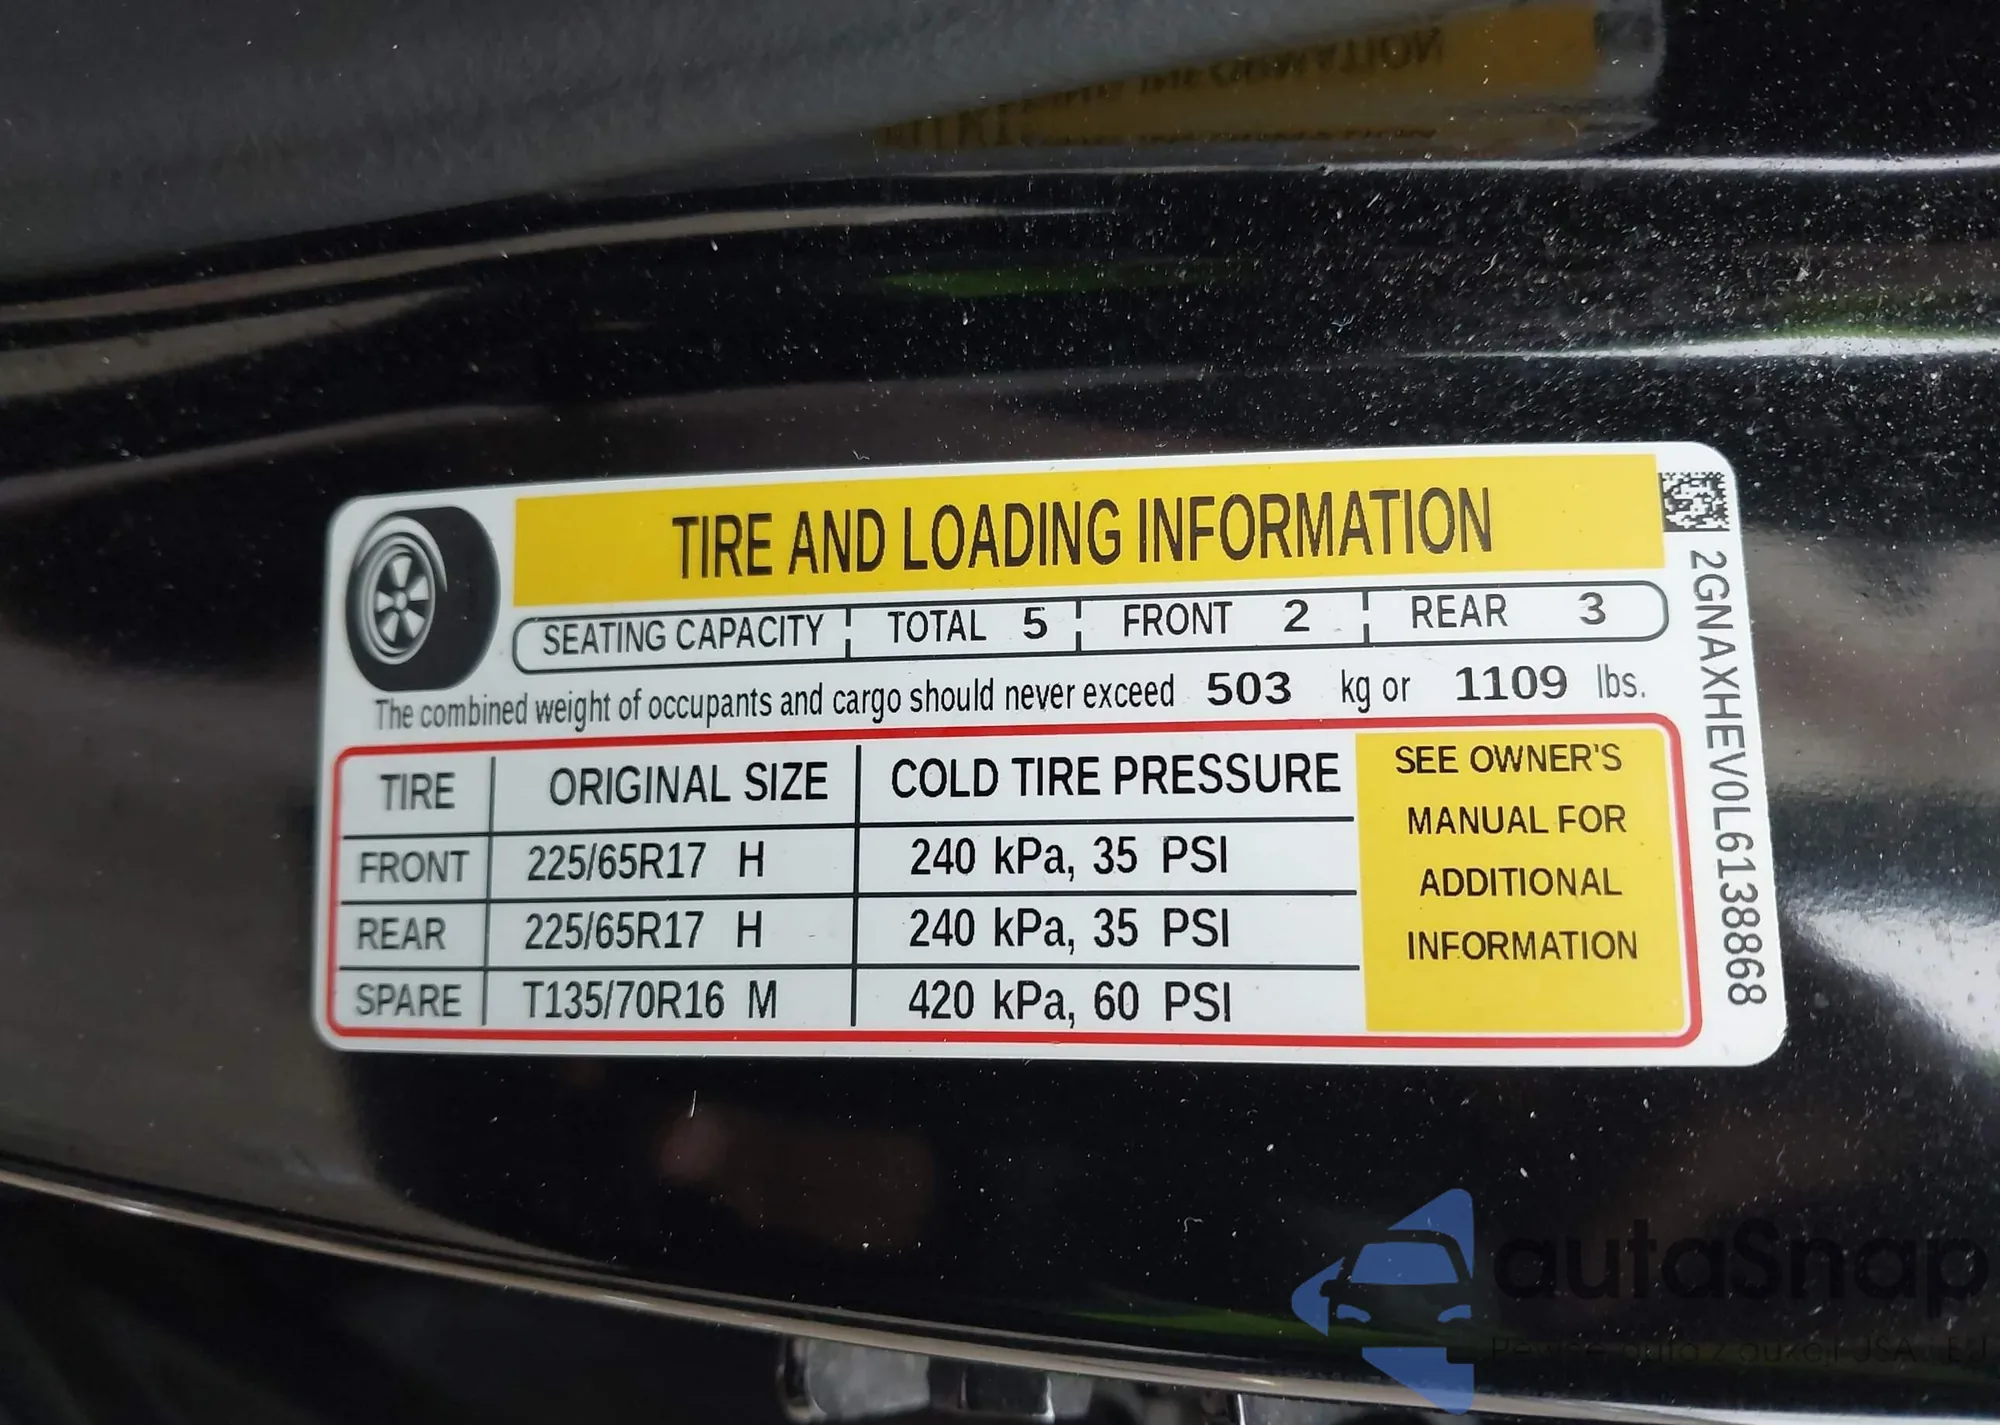 TIRE AND LOADING INFORMATION
SEATING CAPACITY TOTAL 5 FRONT 2 REAR 3
The combined weight of occupants and cargo should never exceed 503 kg or 1109 lbs.
TIRE ORIGINAL SIZE COLD TIRE PRESSURE
FRONT 225/65R17 H 240 kPa, 35 PSI
REAR 225/65R17 H 240 kPa, 35 PSI
SPARE T135/70R16 M 420 kPa, 60 PSI
SEE OWNER'S
MANUAL FOR
ADDITIONAL
INFORMATION
2GNAXHEV0L6138868
autaSnap